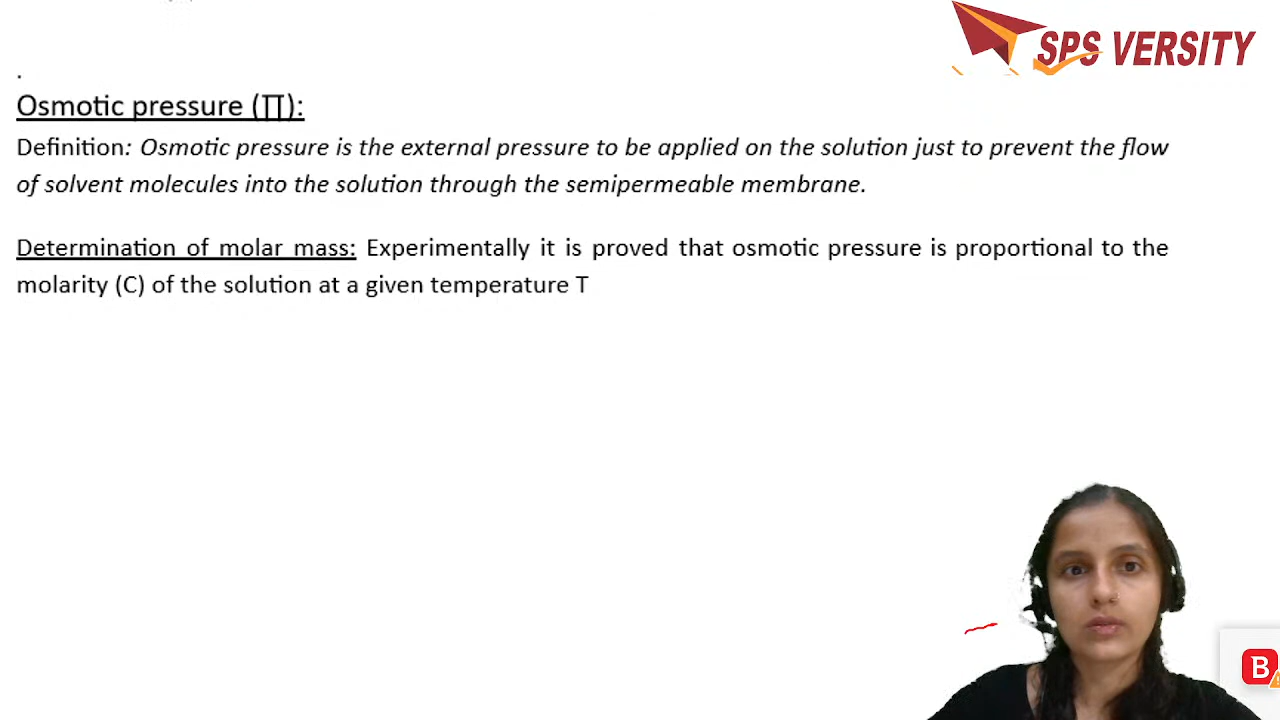 SPS VERSITY
.
Osmotic pressure (∏):
Definition: Osmotic pressure is the external pressure to be applied on the solution just to prevent the flow
of solvent molecules into the solution through the semipermeable membrane.
Determination of molar mass: Experimentally it is proved that osmotic pressure is proportional to the
molarity (C) of the solution at a given temperature T
B